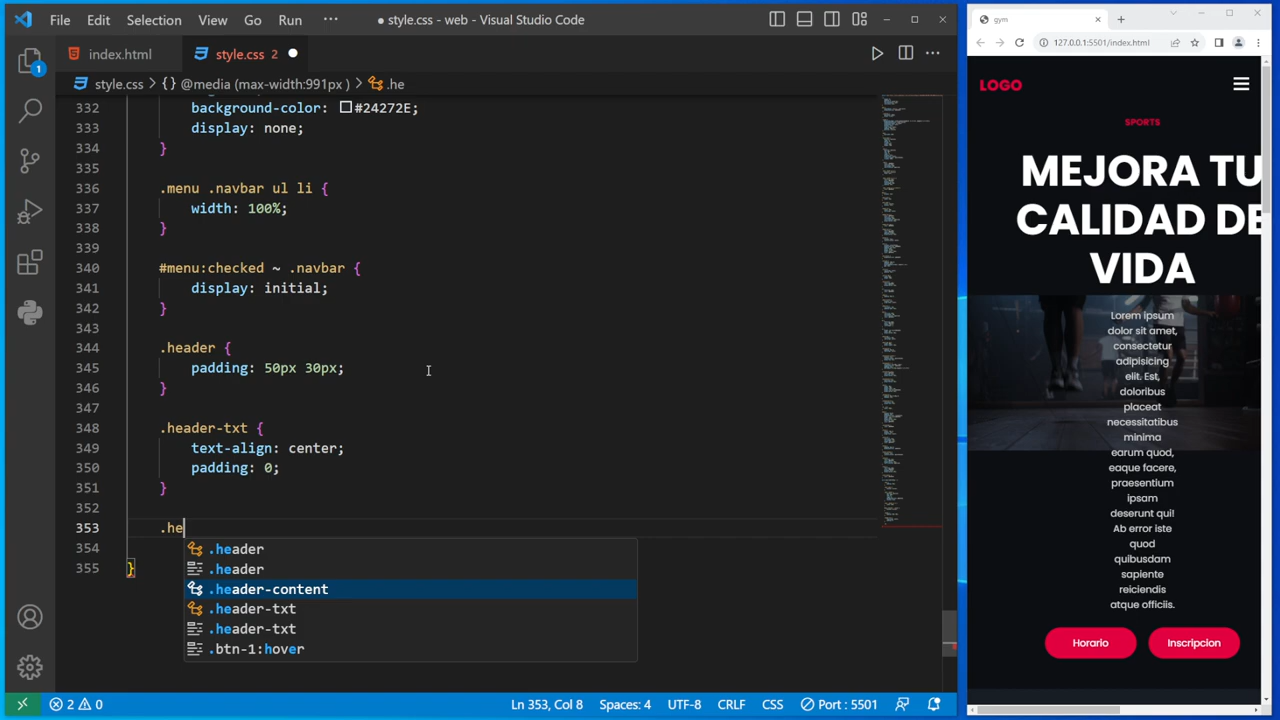 File Edit Selection View Go Run ··· ● style.css - web - Visual Studio Code
index.html style.css 2 ●
style.css > {} @media (max-width:991px ) > .he
332 background-color: #24272E;
333 display: none;
334 }
335
336 .menu .navbar ul li {
337 width: 100%;
338 }
339
340 #menu:checked ~ .navbar {
341 display: initial;
342 }
343
344 .header {
345 padding: 50px 30px;
346 }
347
348 .header-txt {
349 text-align: center;
350 padding: 0;
351 }
352
353 .he
354
355 }
.header
.header
.header-content
.header-txt
.header-txt
.btn-1:hover
1
2 0 Ln 353, Col 8 Spaces: 4 UTF-8 CRLF CSS Port : 5501
gym
127.0.0.1:5501/index.html
LOGO
SPORTS
MEJORA TU
CALIDAD DE
VIDA
Lorem ipsum
dolor sit amet,
consectetur
adipisicing
elit. Est,
doloribus
placeat
necessitatibus
minima
earum quod,
eaque facere,
praesentium
ipsam
deserunt qui!
Ab error iste
quod
quibusdam
sapiente
reiciendis
atque officiis.
Horario Inscripcion